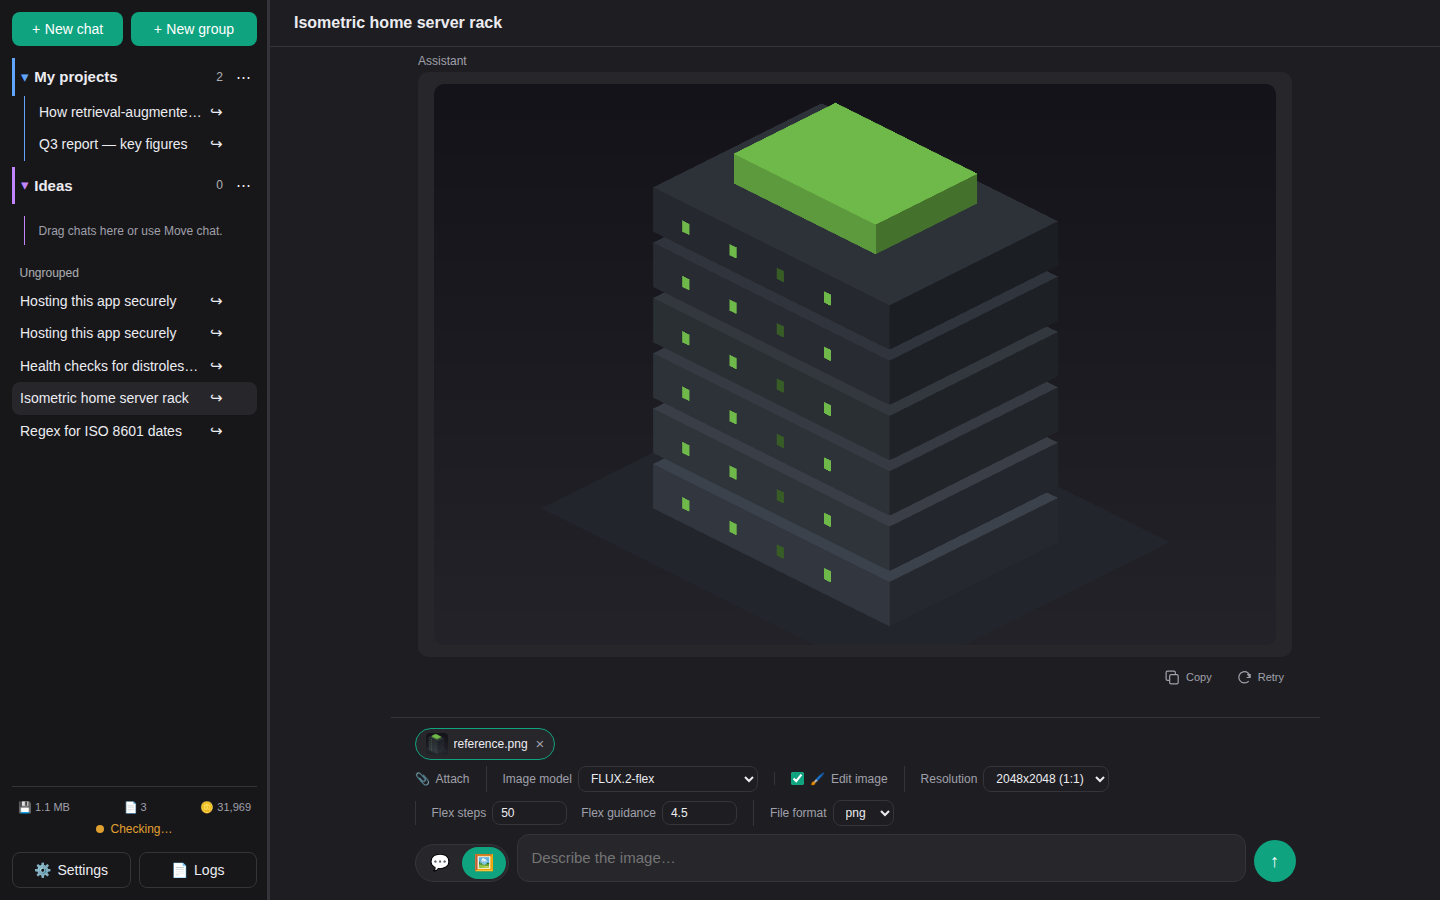 + New chat
+ New group
My projects 2 ...
How retrieval-augmente…
Q3 report — key figures
Ideas 0 ...
Drag chats here or use Move chat.
Ungrouped
Hosting this app securely
Hosting this app securely
Health checks for distroles…
Isometric home server rack
Regex for ISO 8601 dates
1.1 MB 3 31,969
Checking…
Settings
Logs
Isometric home server rack
Assistant
Copy
Retry
reference.png ×
Attach
Image model FLUX.2-flex
Edit image
Resolution 2048x2048 (1:1)
Flex steps 50
Flex guidance 4.5
File format png
Describe the image…